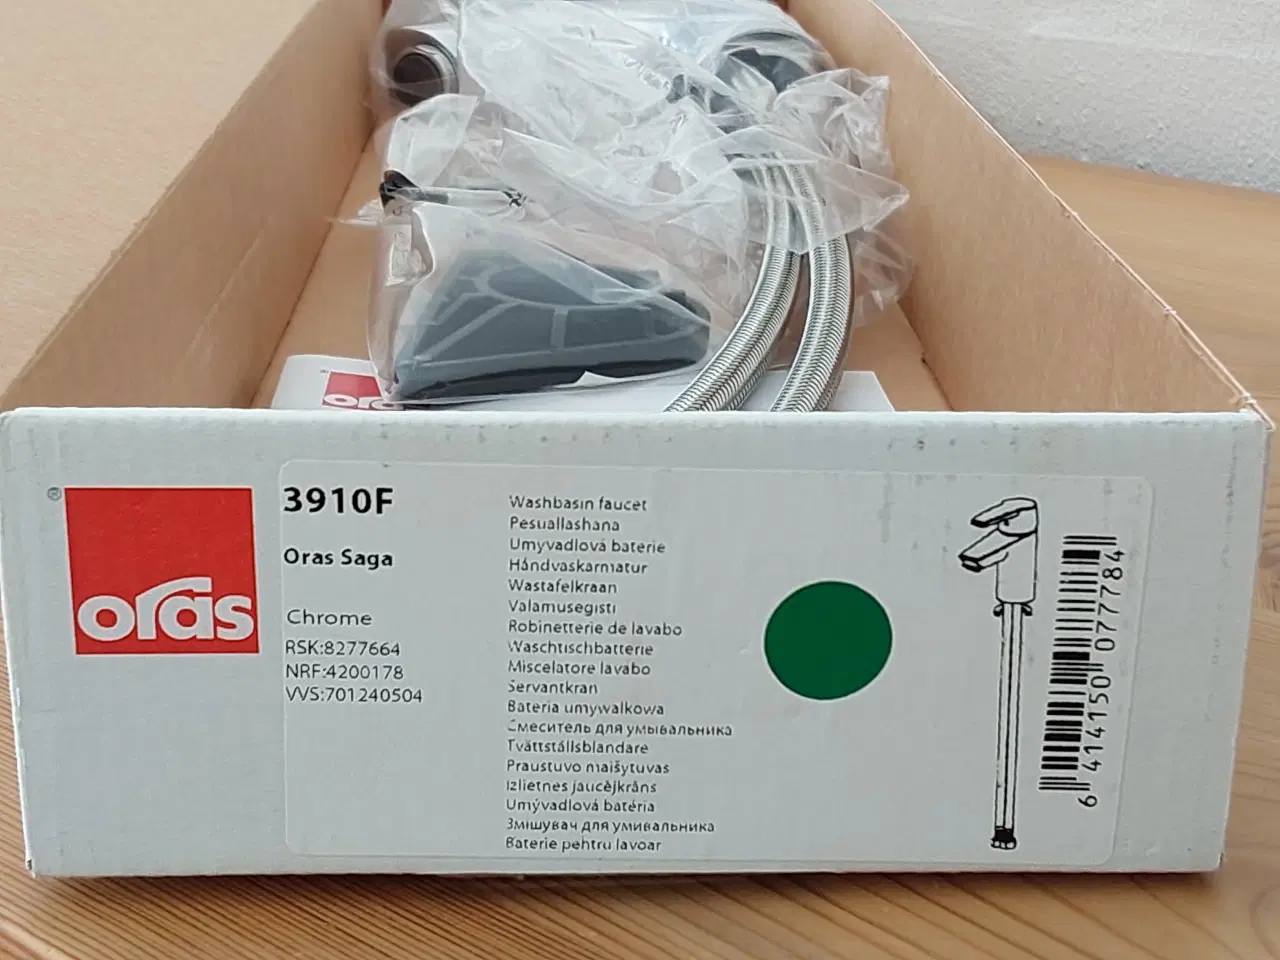 oras
®
oras
3910F
Oras Saga
Chrome
RSK:8277664
NRF:4200178
VVS:701240504
Washbasin faucet
Pesuallashana
Umyvadlová baterie
Håndvaskarmatur
Wastafelkraan
Valamusegisti
Robinetterie de lavabo
Waschtischbatterie
Miscelatore lavabo
Servantkran
Bateria umywalkowa
Смеситель для умывальника
Tvättställsblandare
Praustuvo maišytuvas
Izlietnes jaucējkrāns
Umývadlová batéria
Змішувач для умивальника
Baterie pentru lavoar
6 414150 077784